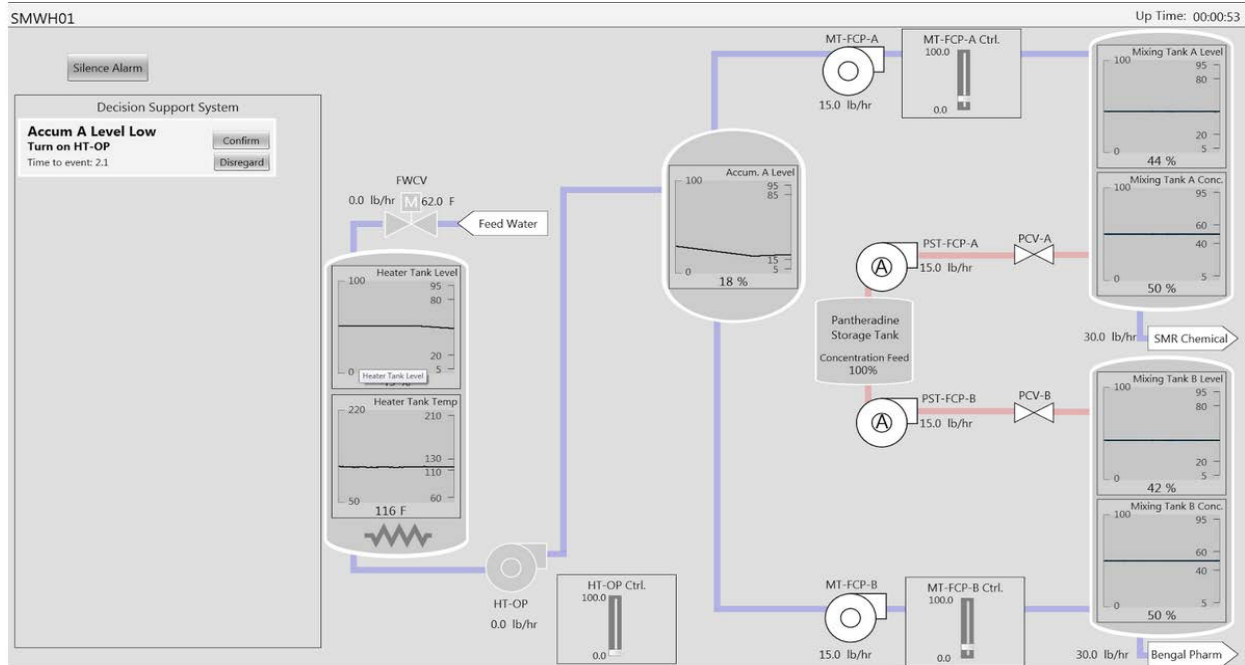 SMWH01
Up Time: 00:00:53
Silence Alarm
Decision Support System
Accum A Level Low
Turn on HT-OP
Time to event: 2.1
Confirm
Disregard
FWCV
0.0 lb/hr
M
62.0 F
Feed Water
Heater Tank Level
100
95
80
20
5
0
Heater Tank Level
Heater Tank Temp
220
210
130
110
60
50
116 F
HT-OP
0.0 lb/hr
HT-OP Ctrl.
100.0
0.0
Accum. A Level
100
95
85
15
5
0
18 %
MT-FCP-A
15.0 lb/hr
MT-FCP-A Ctrl.
100.0
0.0
PST-FCP-A
A
15.0 lb/hr
PCV-A
Pantheradine
Storage Tank
Concentration Feed
100%
PST-FCP-B
A
15.0 lb/hr
PCV-B
MT-FCP-B
15.0 lb/hr
MT-FCP-B Ctrl.
100.0
0.0
Mixing Tank A Level
100
95
80
20
5
0
44 %
Mixing Tank A Conc.
100
95
60
40
5
0
50 %
30.0 lb/hr
SMR Chemical
Mixing Tank B Level
100
95
80
20
5
0
42 %
Mixing Tank B Conc.
100
95
60
40
5
0
50 %
30.0 lb/hr
Bengal Pharm